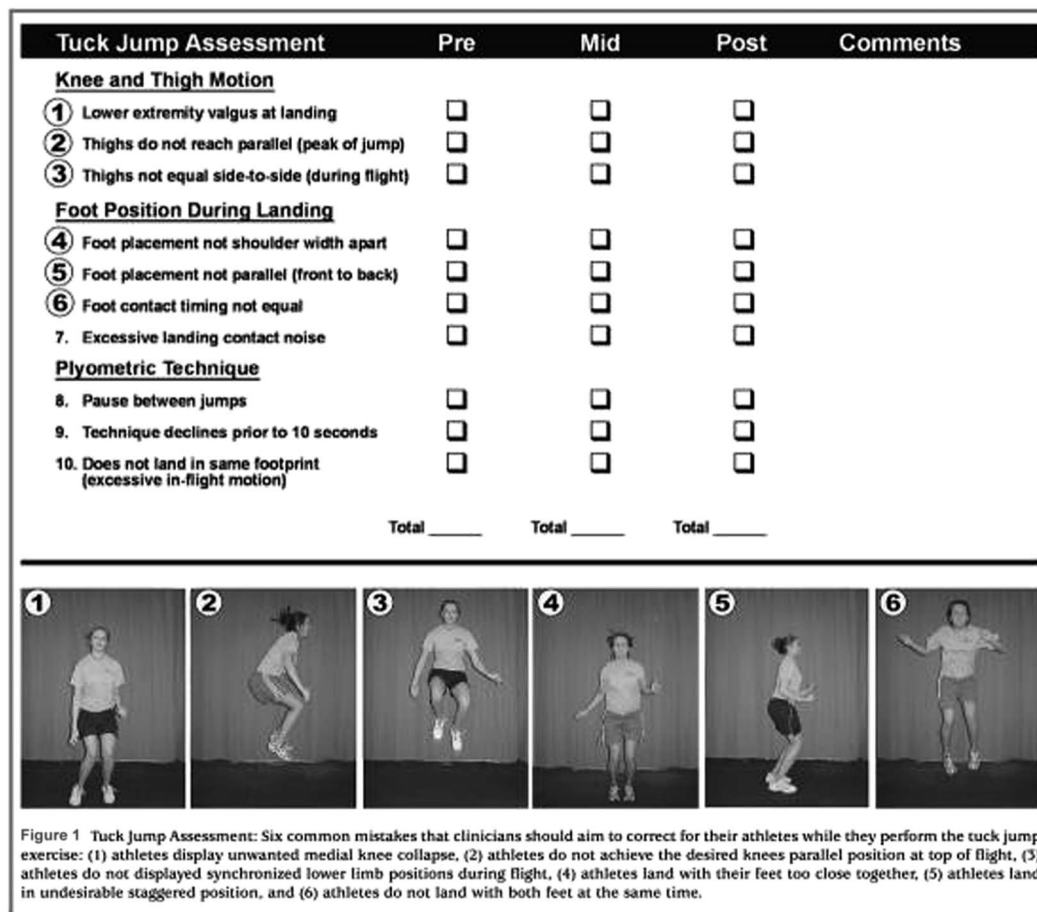 Tuck Jump Assessment Pre Mid Post Comments
Knee and Thigh Motion
1 Lower extremity valgus at landing
2 Thighs do not reach parallel (peak of jump)
3 Thighs not equal side-to-side (during flight)
Foot Position During Landing
4 Foot placement not shoulder width apart
5 Foot placement not parallel (front to back)
6 Foot contact timing not equal
7. Excessive landing contact noise
Plyometric Technique
8. Pause between jumps
9. Technique declines prior to 10 seconds
10. Does not land in same footprint
(excessive in-flight motion)
Total ______ Total ______ Total ______
1 2 3 4 5 6
Figure 1 Tuck Jump Assessment: Six common mistakes that clinicians should aim to correct for their athletes while they perform the tuck jump
exercise: (1) athletes display unwanted medial knee collapse, (2) athletes do not achieve the desired knees parallel position at top of flight, (3)
athletes do not displayed synchronized lower limb positions during flight, (4) athletes land with their feet too close together, (5) athletes land
in undesirable staggered position, and (6) athletes do not land with both feet at the same time.